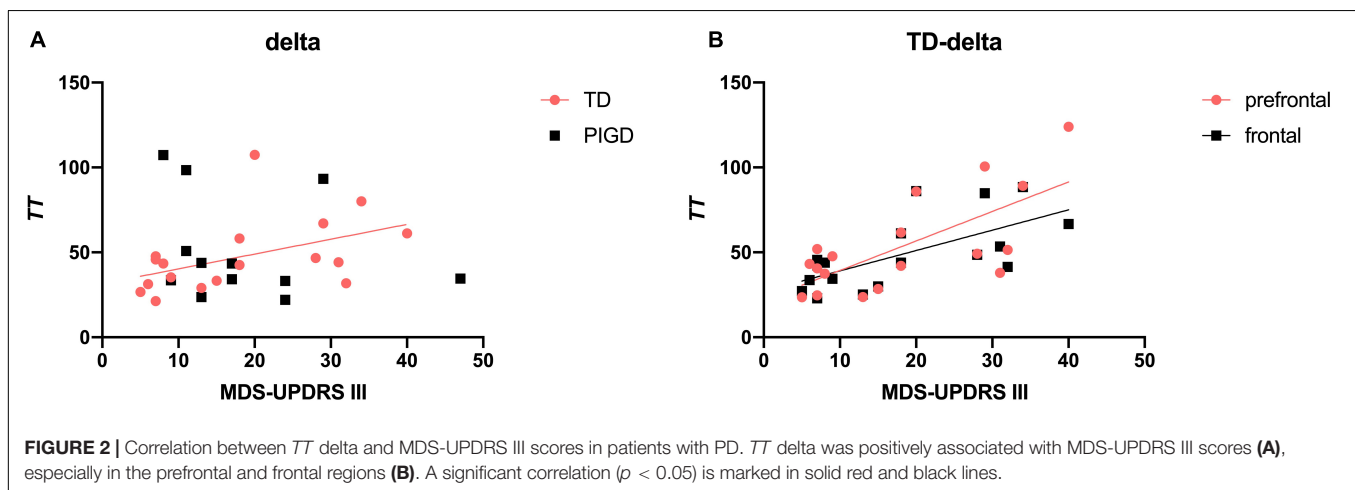 A
delta
150
100
50
0
TT
0 10 20 30 40 50
MDS-UPDRS III
TD
PIGD
B
TD-delta
150
100
50
0
TT
0 10 20 30 40 50
MDS-UPDRS III
prefrontal
frontal
FIGURE 2 | Correlation between TT delta and MDS-UPDRS III scores in patients with PD. TT delta was positively associated with MDS-UPDRS III scores (A),
especially in the prefrontal and frontal regions (B). A significant correlation (p < 0.05) is marked in solid red and black lines.